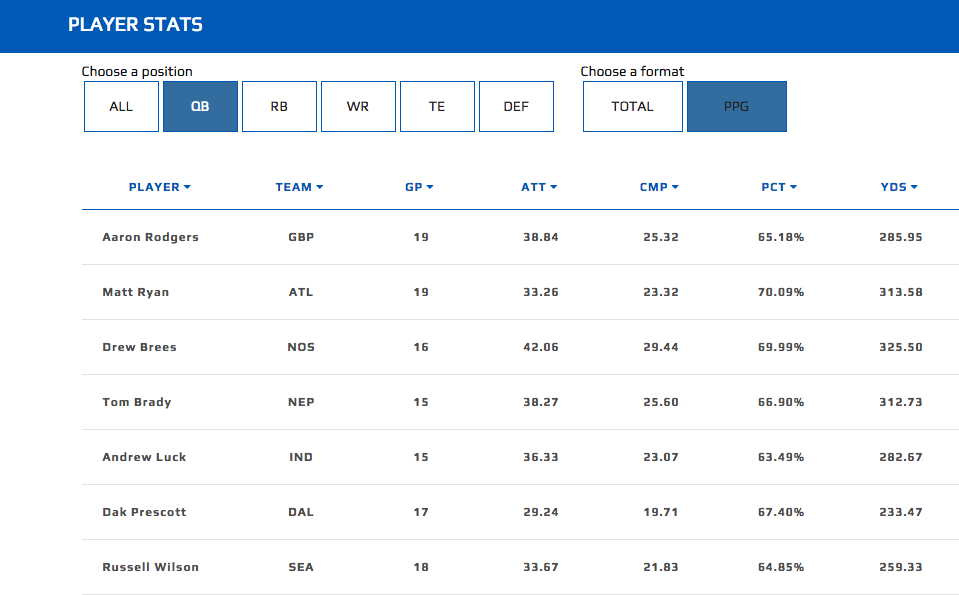 PLAYER STATS
Choose a position Choose a format
ALL QB RB WR TE DEF TOTAL PPG
PLAYER TEAM GP ATT CMP PCT YDS
Aaron Rodgers GBP 19 38.84 25.32 65.18% 285.95
Matt Ryan ATL 19 33.26 23.32 70.09% 313.58
Drew Brees NOS 16 42.06 29.44 69.99% 325.50
Tom Brady NEP 15 38.27 25.60 66.90% 312.73
Andrew Luck IND 15 36.33 23.07 63.49% 282.67
Dak Prescott DAL 17 29.24 19.71 67.40% 233.47
Russell Wilson SEA 18 33.67 21.83 64.85% 259.33